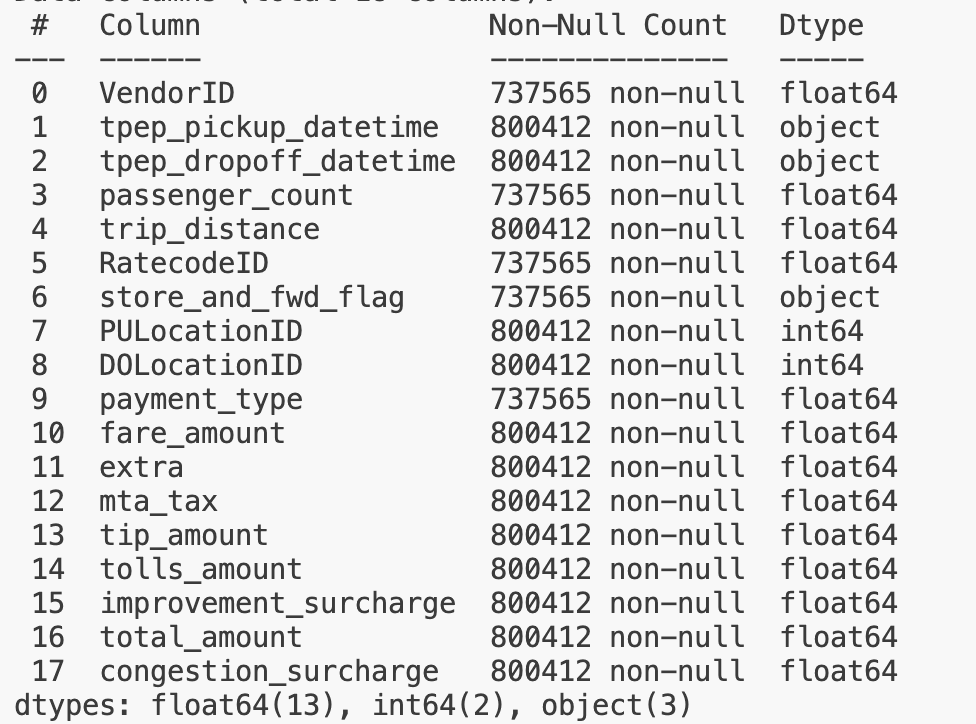 #   Column                 Non-Null Count   Dtype
---  ------                 --------------   -----
 0   VendorID               737565 non-null  float64
 1   tpep_pickup_datetime   800412 non-null  object
 2   tpep_dropoff_datetime  800412 non-null  object
 3   passenger_count        737565 non-null  float64
 4   trip_distance          800412 non-null  float64
 5   RatecodeID             737565 non-null  float64
 6   store_and_fwd_flag     737565 non-null  object
 7   PULocationID           800412 non-null  int64
 8   DOLocationID           800412 non-null  int64
 9   payment_type           737565 non-null  float64
 10  fare_amount            800412 non-null  float64
 11  extra                  800412 non-null  float64
 12  mta_tax                800412 non-null  float64
 13  tip_amount             800412 non-null  float64
 14  tolls_amount           800412 non-null  float64
 15  improvement_surcharge  800412 non-null  float64
 16  total_amount           800412 non-null  float64
 17  congestion_surcharge   800412 non-null  float64
dtypes: float64(13), int64(2), object(3)